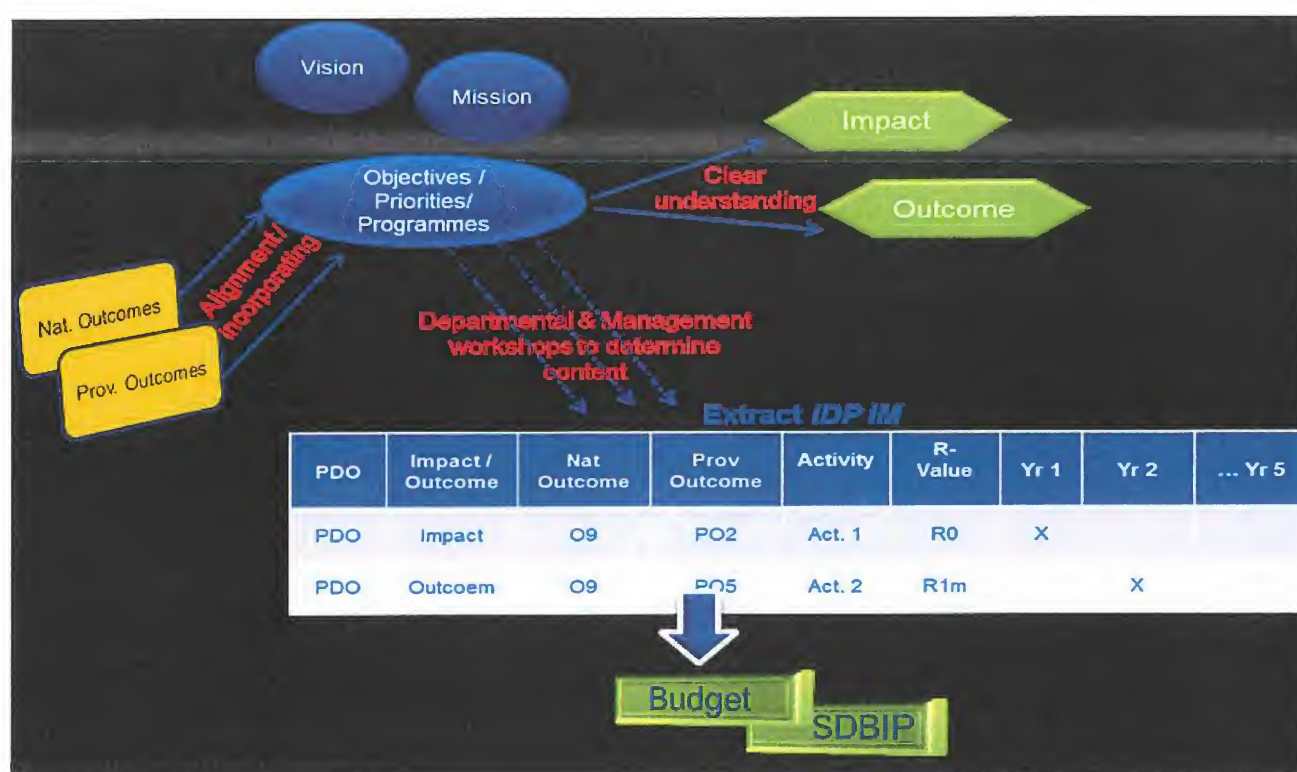 Vision
Mission
Impact
Objectives /
Priorities/
Programmes
Clear
understanding
Outcome
Alignment /
incorporating
Nat. Outcomes
Prov. Outcomes
Departmental & Management
workshops to determine
content
Extract IDP IM
PDO Impact / Outcome Nat Outcome Prov Outcome Activity R-Value Yr 1 Yr 2 ... Yr 5
PDO Impact O9 PO2 Act. 1 R0 X
PDO Outcoem O9 PO5 Act. 2 R1m X
Budget
SDBIP